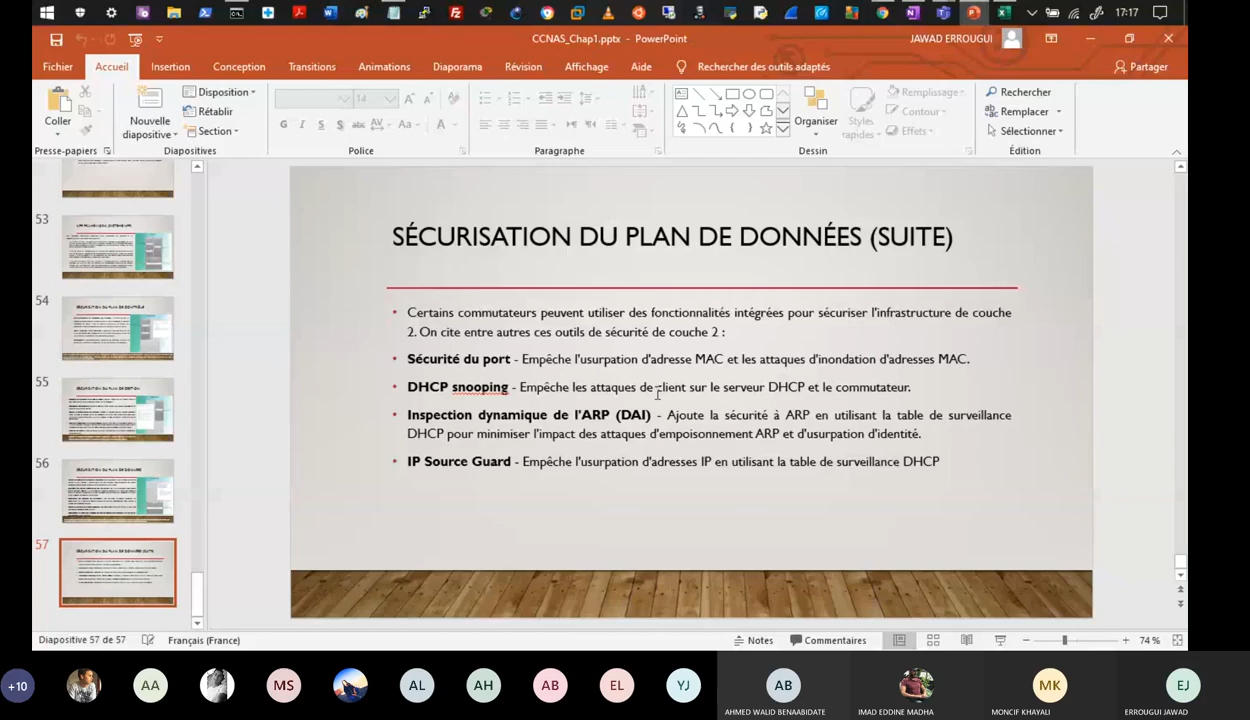 17:17
CCNAS_Chap1.pptx - PowerPoint
JAWAD ERROUGUI
Fichier
Accueil
Insertion
Conception
Transitions
Animations
Diaporama
Révision
Affichage
Aide
Rechercher des outils adaptés
Partager
Coller
Nouvelle
diapositive
Disposition
Rétablir
Section
14
G I S S abc AV Aa A
Organiser
Styles
rapides
Remplissage
Contour
Effets
Rechercher
Remplacer
Sélectionner
Presse-papiers
Diapositives
Police
Paragraphe
Dessin
Édition
53
54
55
56
57
SÉCURISATION DU PLAN DE DONNÉES (SUITE)
• Certains commutateurs peuvent utiliser des fonctionnalités intégrées pour sécuriser l'infrastructure de couche
2. On cite entre autres ces outils de sécurité de couche 2 :
• Sécurité du port - Empêche l'usurpation d'adresse MAC et les attaques d'inondation d'adresses MAC.
• DHCP snooping - Empêche les attaques de client sur le serveur DHCP et le commutateur.
• Inspection dynamique de l'ARP (DAI) - Ajoute la sécurité à ARP en utilisant la table de surveillance
DHCP pour minimiser l'impact des attaques d'empoisonnement ARP et d'usurpation d'identité.
• IP Source Guard - Empêche l'usurpation d'adresses IP en utilisant la table de surveillance DHCP
Diapositive 57 de 57
Français (France)
Notes
Commentaires
74 %
+10
AA
MS
AL
AH
AB
EL
YJ
AB
MK
EJ
AHMED WALID BENAABIDATE
IMAD EDDINE MADHA
MONCIF KHAYALI
ERROUGUI JAWAD